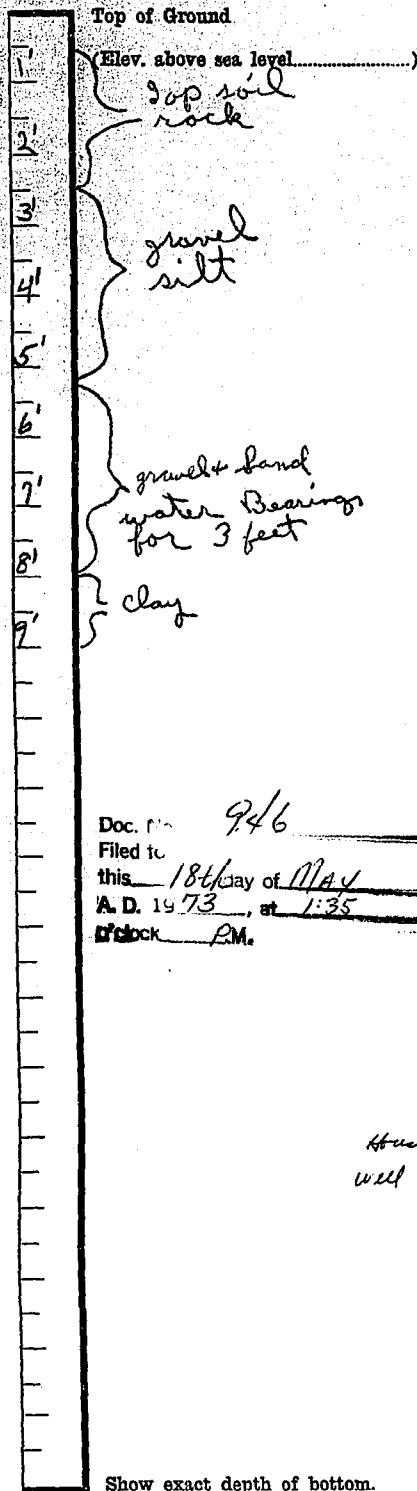 Top of Ground
(Elev. above sea level....................)
1'
Top soil
rock
2'
3'
gravel
silt
4'
5'
6'
gravel & sand
7'
water Bearings
for 3 feet
8'
clay
9'
Doc. No 946
Filed to
this 18th day of MAY
A. D. 1973, at 1:35
o'clock P.M.
well
Show exact depth of bottom.